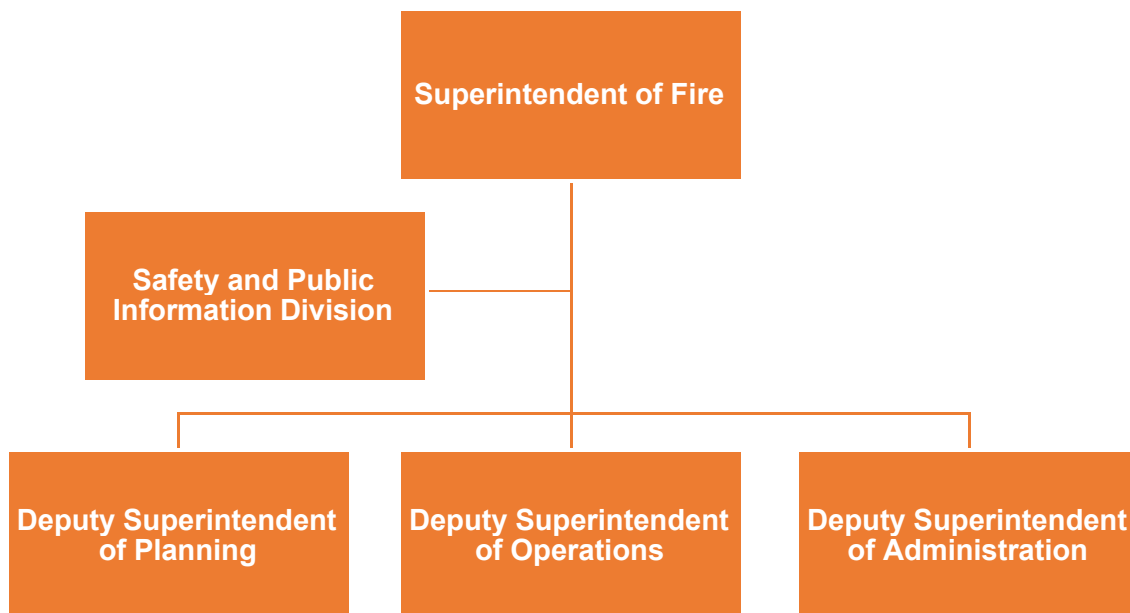 Superintendent of Fire
Safety and Public
Information Division
Deputy Superintendent
of Planning
Deputy Superintendent
of Operations
Deputy Superintendent
of Administration